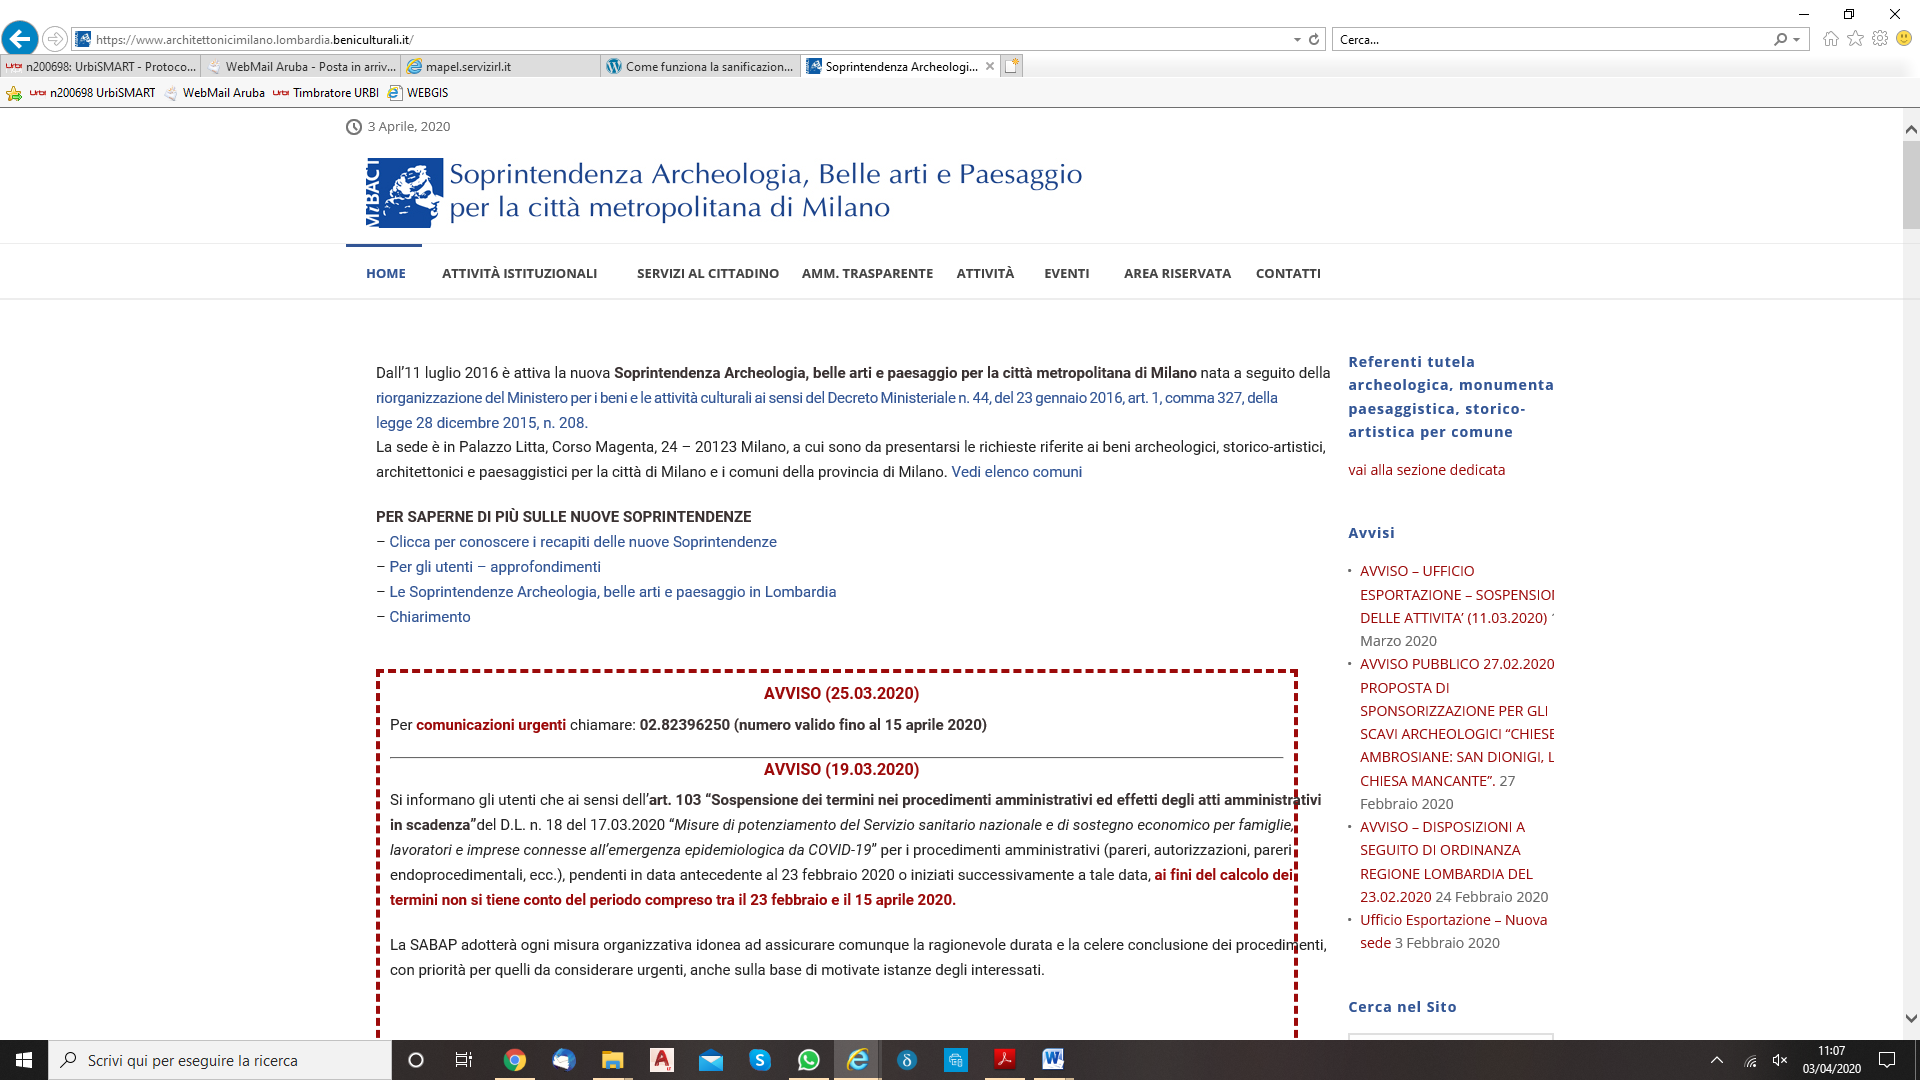 https://www.architettonicimilano.lombardia.beniculturali.it/
Cerca...
n200698: UrbiSMART - Protoco...
WebMail Aruba - Posta in arriv...
mapel.servizirl.it
Come funziona la sanificazion...
Soprintendenza Archeologi...
n200698 UrbiSMART
WebMail Aruba
Timbratore URBI
WEBGIS
3 Aprile, 2020
MiBACT
Soprintendenza Archeologia, Belle arti e Paesaggio
per la città metropolitana di Milano
HOME
ATTIVITÀ ISTITUZIONALI
SERVIZI AL CITTADINO
AMM. TRASPARENTE
ATTIVITÀ
EVENTI
AREA RISERVATA
CONTATTI
Dall’11 luglio 2016 è attiva la nuova Soprintendenza Archeologia, belle arti e paesaggio per la città metropolitana di Milano nata a seguito della
riorganizzazione del Ministero per i beni e le attività culturali ai sensi del Decreto Ministeriale n. 44, del 23 gennaio 2016, art. 1, comma 327, della
legge 28 dicembre 2015, n. 208.
La sede è in Palazzo Litta, Corso Magenta, 24 – 20123 Milano, a cui sono da presentarsi le richieste riferite ai beni archeologici, storico-artistici,
architettonici e paesaggistici per la città di Milano e i comuni della provincia di Milano. Vedi elenco comuni
PER SAPERNE DI PIÙ SULLE NUOVE SOPRINTENDENZE
– Clicca per conoscere i recapiti delle nuove Soprintendenze
– Per gli utenti – approfondimenti
– Le Soprintendenze Archeologia, belle arti e paesaggio in Lombardia
– Chiarimento
AVVISO (25.03.2020)
Per comunicazioni urgenti chiamare: 02.82396250 (numero valido fino al 15 aprile 2020)
AVVISO (19.03.2020)
Si informano gli utenti che ai sensi dell’art. 103 “Sospensione dei termini nei procedimenti amministrativi ed effetti degli atti amministrativi
in scadenza”del D.L. n. 18 del 17.03.2020 “Misure di potenziamento del Servizio sanitario nazionale e di sostegno economico per famiglie,
lavoratori e imprese connesse all’emergenza epidemiologica da COVID-19” per i procedimenti amministrativi (pareri, autorizzazioni, pareri
endoprocedimentali, ecc.), pendenti in data antecedente al 23 febbraio 2020 o iniziati successivamente a tale data, ai fini del calcolo dei
termini non si tiene conto del periodo compreso tra il 23 febbraio e il 15 aprile 2020.
La SABAP adotterà ogni misura organizzativa idonea ad assicurare comunque la ragionevole durata e la celere conclusione dei procedimenti,
con priorità per quelli da considerare urgenti, anche sulla base di motivate istanze degli interessati.
Referenti tutela
archeologica, monumenta
paesaggistica, storico-
artistica per comune
vai alla sezione dedicata
Avvisi
AVVISO – UFFICIO
ESPORTAZIONE – SOSPENSIO
DELLE ATTIVITA’ (11.03.2020)
Marzo 2020
AVVISO PUBBLICO 27.02.2020
PROPOSTA DI
SPONSORIZZAZIONE PER GLI
SCAVI ARCHEOLOGICI “CHIESE
AMBROSIANE: SAN DIONIGI, L
CHIESA MANCANTE”. 27
Febbraio 2020
AVVISO – DISPOSIZIONI A
SEGUITO DI ORDINANZA
REGIONE LOMBARDIA DEL
23.02.2020 24 Febbraio 2020
Ufficio Esportazione – Nuova
sede 3 Febbraio 2020
Cerca nel Sito
Scrivi qui per eseguire la ricerca
11:07
03/04/2020